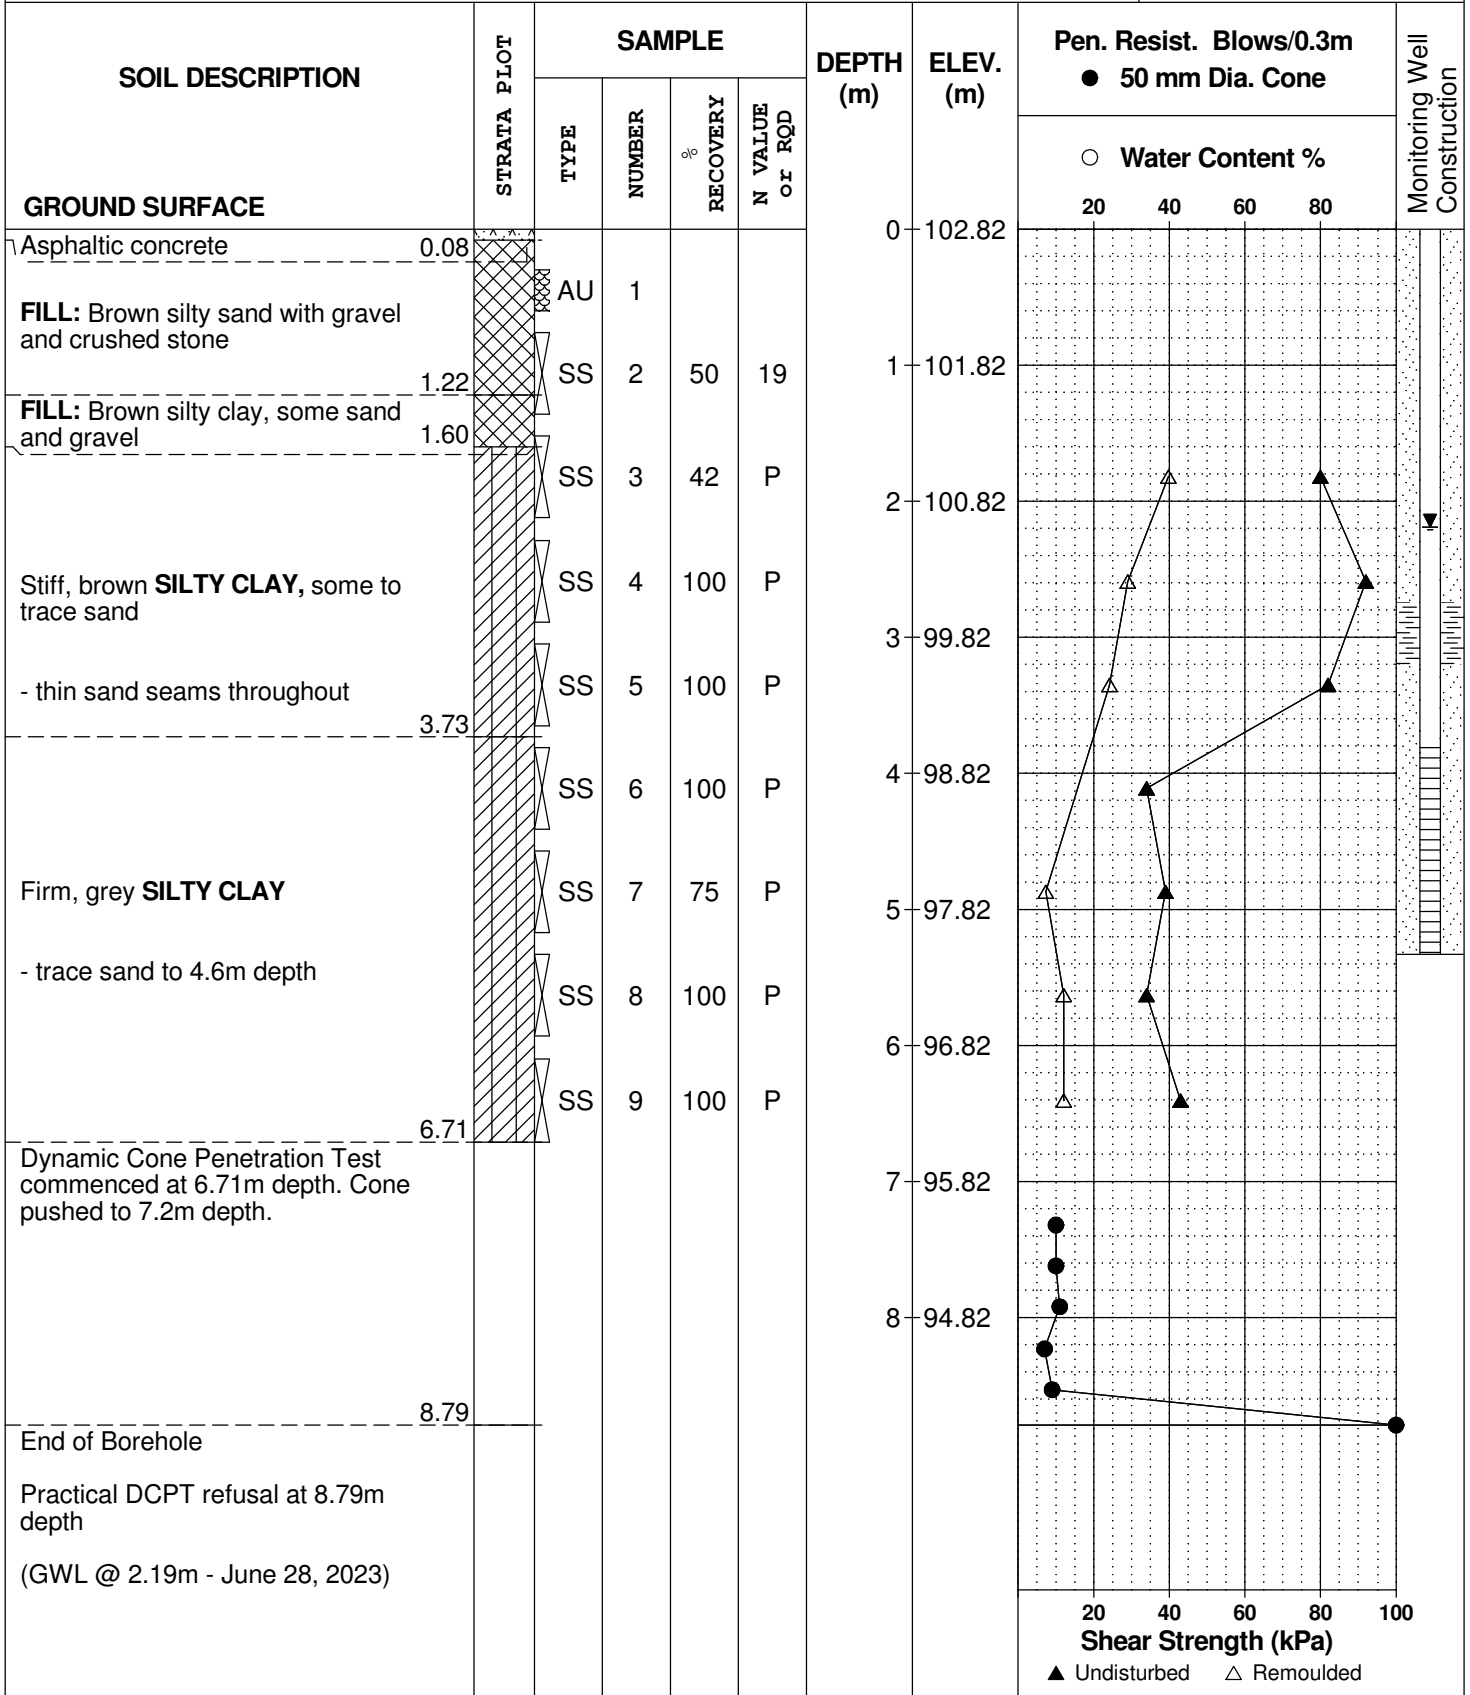 SOIL DESCRIPTION
GROUND SURFACE
STRATA PLOT
SAMPLE
TYPE
NUMBER
% RECOVERY
N VALUE or RQD
DEPTH
(m)
ELEV.
(m)
Pen. Resist. Blows/0.3m
● 50 mm Dia. Cone
○ Water Content %
20 40 60 80
Monitoring Well
Construction
0 102.82
Asphaltic concrete 0.08
AU 1
FILL: Brown silty sand with gravel
and crushed stone
1.22
SS 2 50 19
1 101.82
FILL: Brown silty clay, some sand
and gravel 1.60
SS 3 42 P
2 100.82
Stiff, brown SILTY CLAY, some to
trace sand
SS 4 100 P
3 99.82
- thin sand seams throughout
3.73
SS 5 100 P
4 98.82
SS 6 100 P
Firm, grey SILTY CLAY
SS 7 75 P
5 97.82
- trace sand to 4.6m depth
SS 8 100 P
6 96.82
SS 9 100 P
6.71
Dynamic Cone Penetration Test
commenced at 6.71m depth. Cone
pushed to 7.2m depth.
7 95.82
8 94.82
8.79
End of Borehole
Practical DCPT refusal at 8.79m
depth
(GWL @ 2.19m - June 28, 2023)
20 40 60 80 100
Shear Strength (kPa)
▲ Undisturbed △ Remoulded